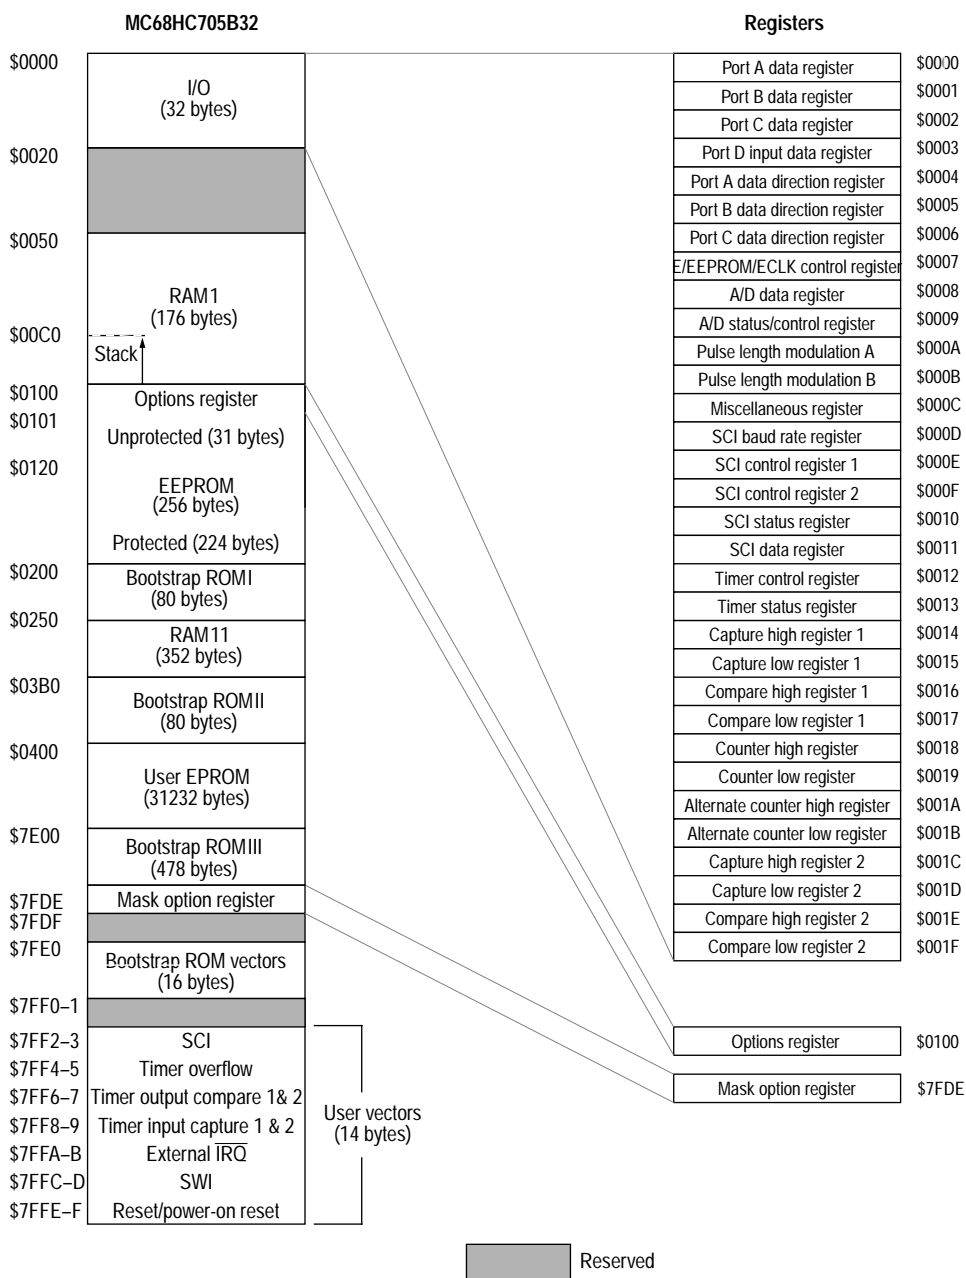 MC68HC705B32
Registers
$0000
I/O
(32 bytes)
$0020
$0050
RAM1
(176 bytes)
$00C0
Stack
$0100
Options register
$0101
Unprotected (31 bytes)
$0120
EEPROM
(256 bytes)
Protected (224 bytes)
$0200
Bootstrap ROMI
(80 bytes)
$0250
RAM11
(352 bytes)
$03B0
Bootstrap ROMII
(80 bytes)
$0400
User EPROM
(31232 bytes)
$7E00
Bootstrap ROMIII
(478 bytes)
$7FDE
Mask option register
$7FDF
$7FE0
Bootstrap ROM vectors
(16 bytes)
$7FF0–1
$7FF2–3 SCI
$7FF4–5 Timer overflow
$7FF6–7 Timer output compare 1& 2
$7FF8–9 Timer input capture 1 & 2
$7FFA–B External IRQ
$7FFC–D SWI
$7FFE–F Reset/power-on reset
User vectors
(14 bytes)
Port A data register $0000
Port B data register $0001
Port C data register $0002
Port D input data register $0003
Port A data direction register $0004
Port B data direction register $0005
Port C data direction register $0006
E/EEPROM/ECLK control register $0007
A/D data register $0008
A/D status/control register $0009
Pulse length modulation A $000A
Pulse length modulation B $000B
Miscellaneous register $000C
SCI baud rate register $000D
SCI control register 1 $000E
SCI control register 2 $000F
SCI status register $0010
SCI data register $0011
Timer control register $0012
Timer status register $0013
Capture high register 1 $0014
Capture low register 1 $0015
Compare high register 1 $0016
Compare low register 1 $0017
Counter high register $0018
Counter low register $0019
Alternate counter high register $001A
Alternate counter low register $001B
Capture high register 2 $001C
Capture low register 2 $001D
Compare high register 2 $001E
Compare low register 2 $001F
Options register $0100
Mask option register $7FDE
Reserved